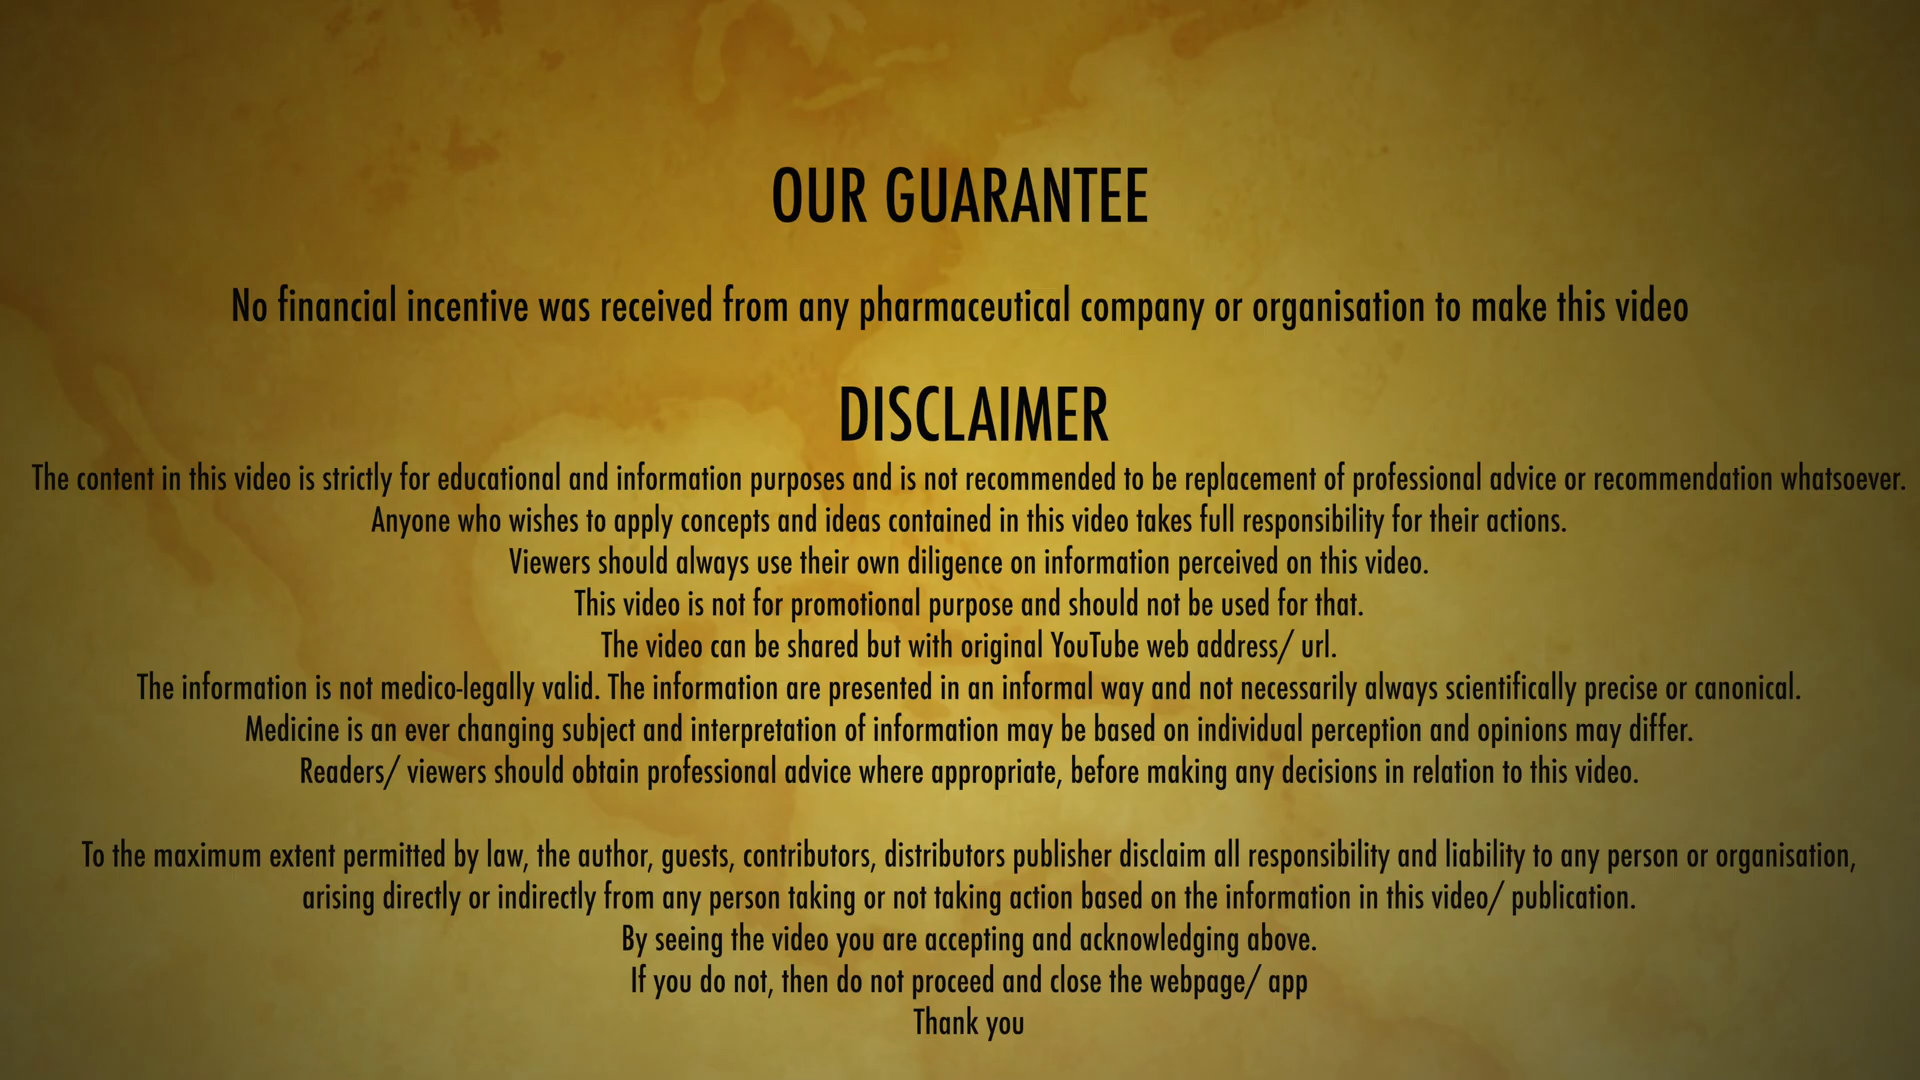 OUR GUARANTEE
No financial incentive was received from any pharmaceutical company or organisation to make this video
DISCLAIMER
The content in this video is strictly for educational and information purposes and is not recommended to be replacement of professional advice or recommendation whatsoever.
Anyone who wishes to apply concepts and ideas contained in this video takes full responsibility for their actions.
Viewers should always use their own diligence on information perceived on this video.
This video is not for promotional purpose and should not be used for that.
The video can be shared but with original YouTube web address/ url.
The information is not medico-legally valid. The information are presented in an informal way and not necessarily always scientifically precise or canonical.
Medicine is an ever changing subject and interpretation of information may be based on individual perception and opinions may differ.
Readers/ viewers should obtain professional advice where appropriate, before making any decisions in relation to this video.
To the maximum extent permitted by law, the author, guests, contributors, distributors publisher disclaim all responsibility and liability to any person or organisation,
arising directly or indirectly from any person taking or not taking action based on the information in this video/ publication.
By seeing the video you are accepting and acknowledging above.
If you do not, then do not proceed and close the webpage/ app
Thank you